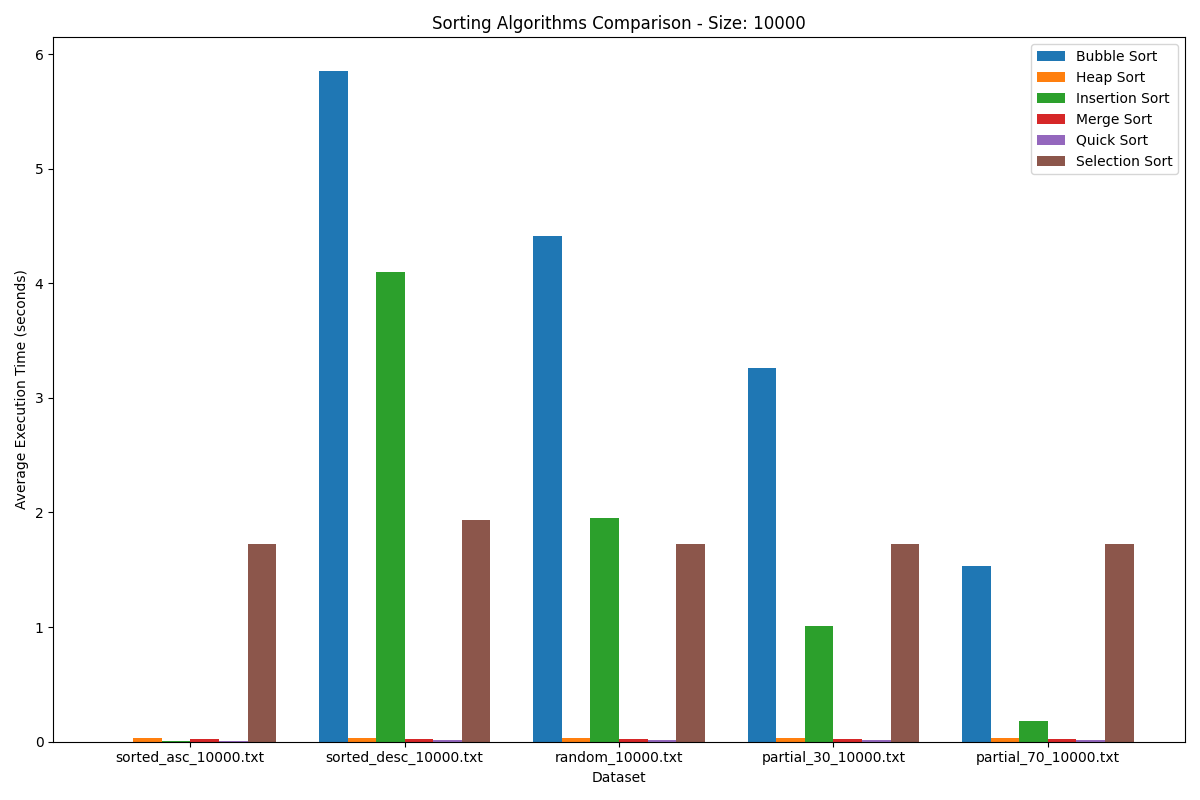 Sorting Algorithms Comparison - Size: 10000
Bubble Sort
Heap Sort
Insertion Sort
Merge Sort
Quick Sort
Selection Sort
Average Execution Time (seconds)
6
5
4
3
2
1
0
sorted_asc_10000.txt
sorted_desc_10000.txt
random_10000.txt
partial_30_10000.txt
partial_70_10000.txt
Dataset